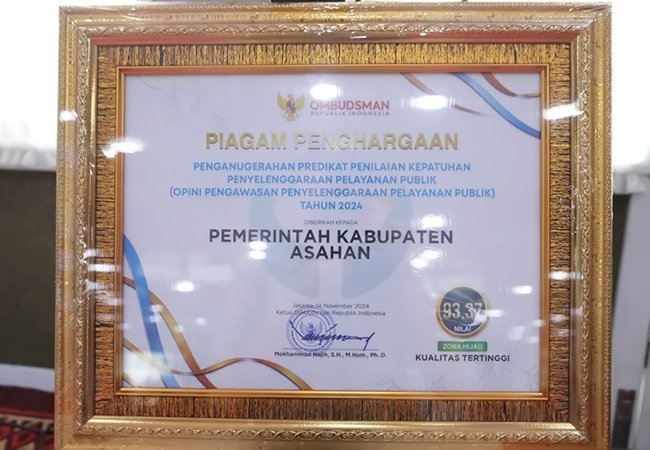 OMBUDSMAN
REPUBLIK INDONESIA
PIAGAM PENGHARGAAN
PENGANUGERAHAN PREDIKAT PENILAIAN KEPATUHAN
PENYELENGGARAAN PELAYANAN PUBLIK
(OPINI PENGAWASAN PENYELENGGARAAN PELAYANAN PUBLIK)
TAHUN 2024
DIBERIKAN KEPADA
PEMERINTAH KABUPATEN
ASAHAN
Jakarta, 14 November 2024
Ketua Ombudsman Republik Indonesia
Mokhammad Najih, S.H., M.Hum., Ph.D.
93,37
NILAI
ZONA HIJAU
KUALITAS TERTINGGI